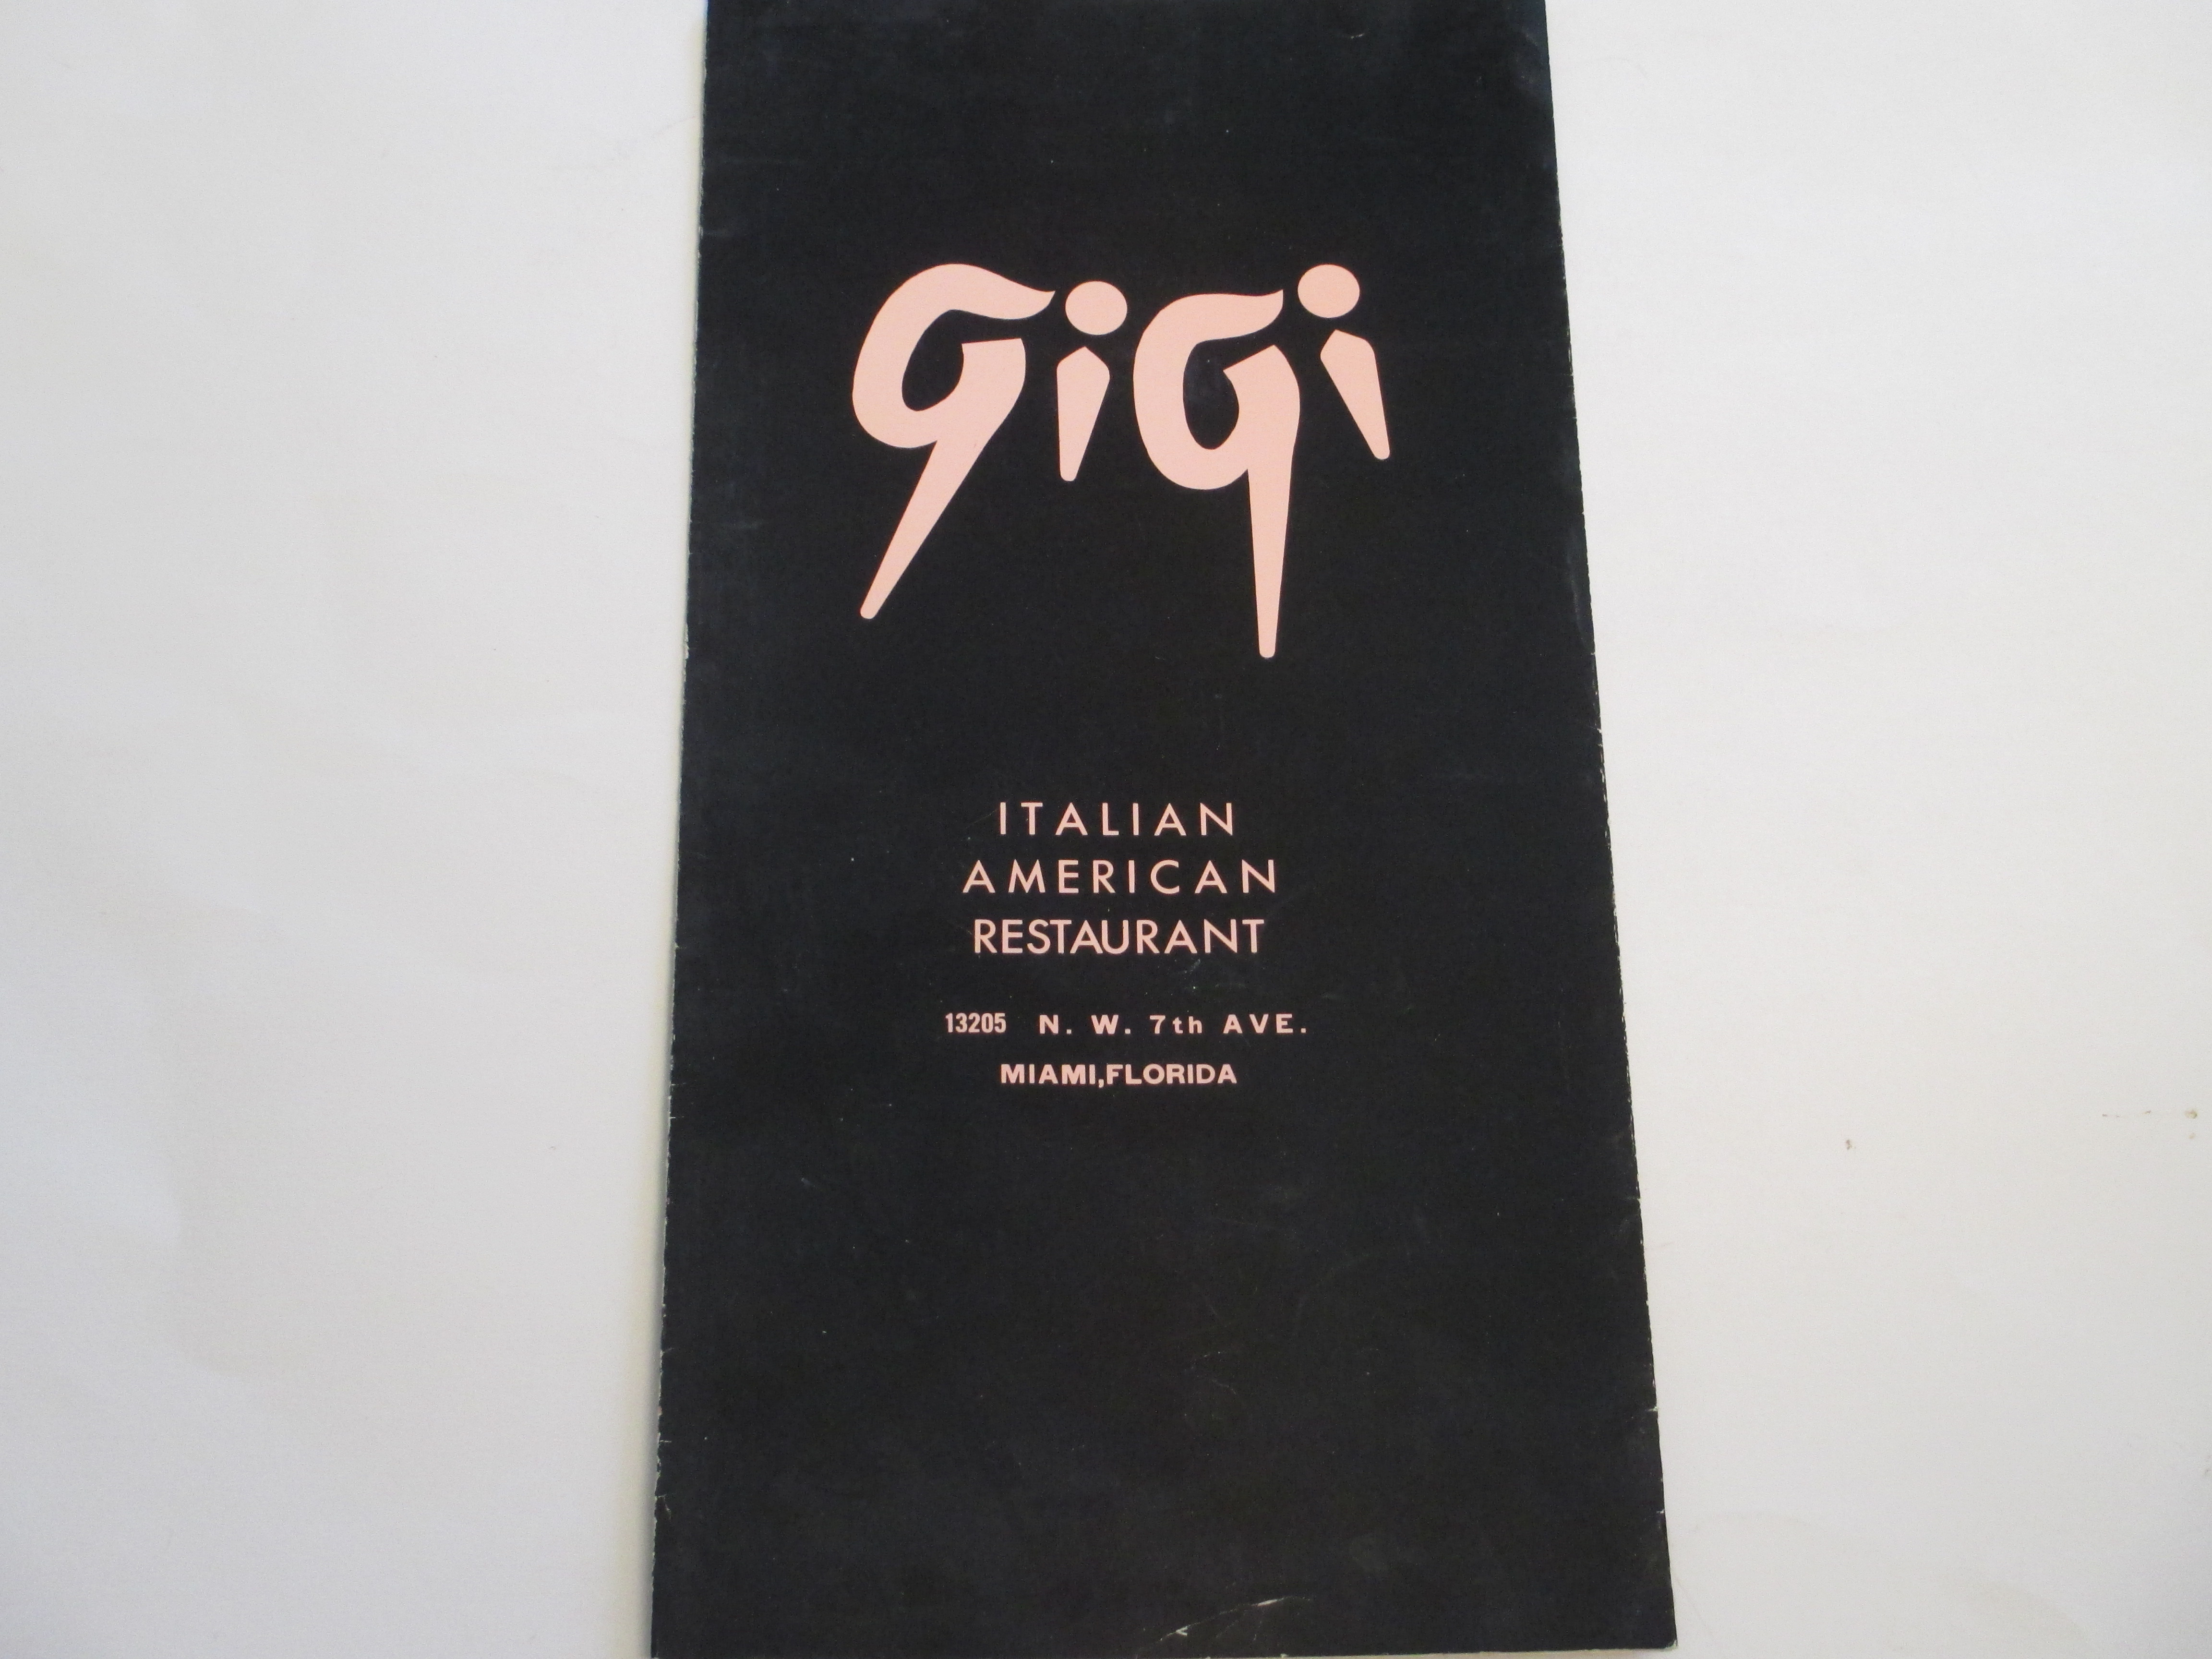 GiGi
ITALIAN
AMERICAN
RESTAURANT
13205 N. W. 7th AVE.
MIAMI,FLORIDA